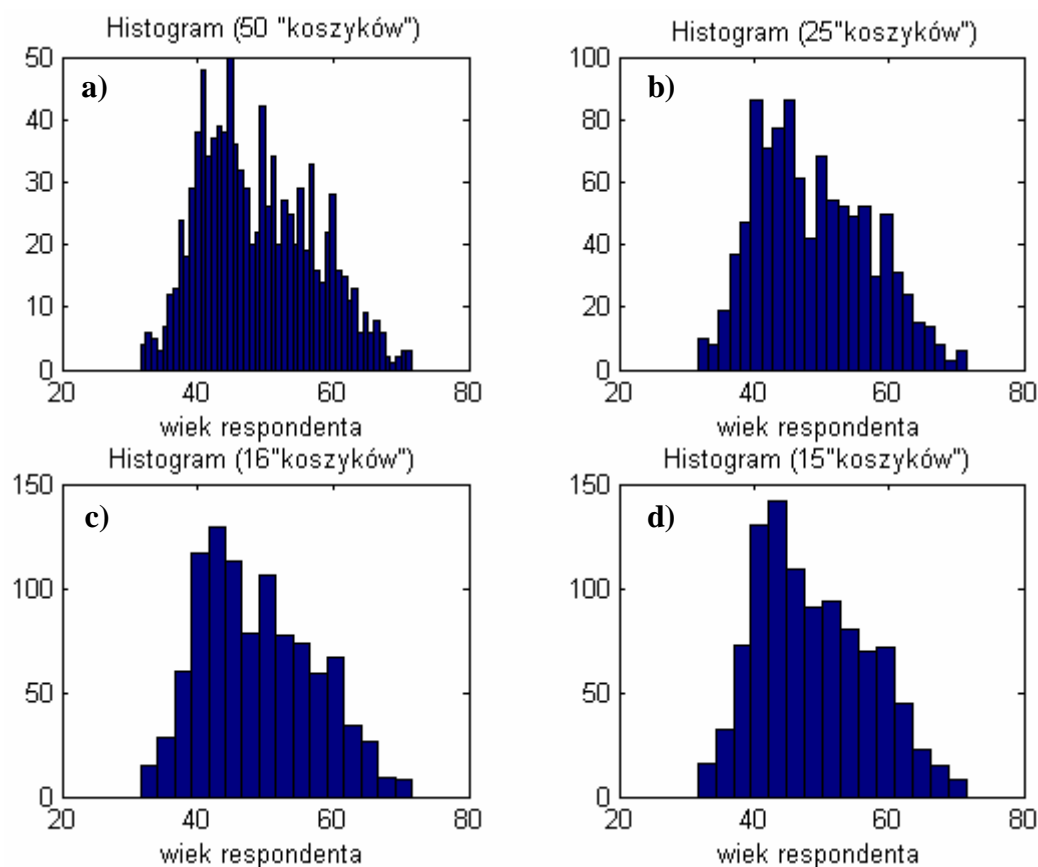 Histogram (50 "koszyków")
a)
50
40
30
20
10
0
20 40 60 80
wiek respondenta
Histogram (25"koszyków")
b)
100
80
60
40
20
0
20 40 60 80
wiek respondenta
Histogram (16"koszyków")
c)
150
100
50
0
20 40 60 80
wiek respondenta
Histogram (15"koszyków")
d)
150
100
50
0
20 40 60 80
wiek respondenta